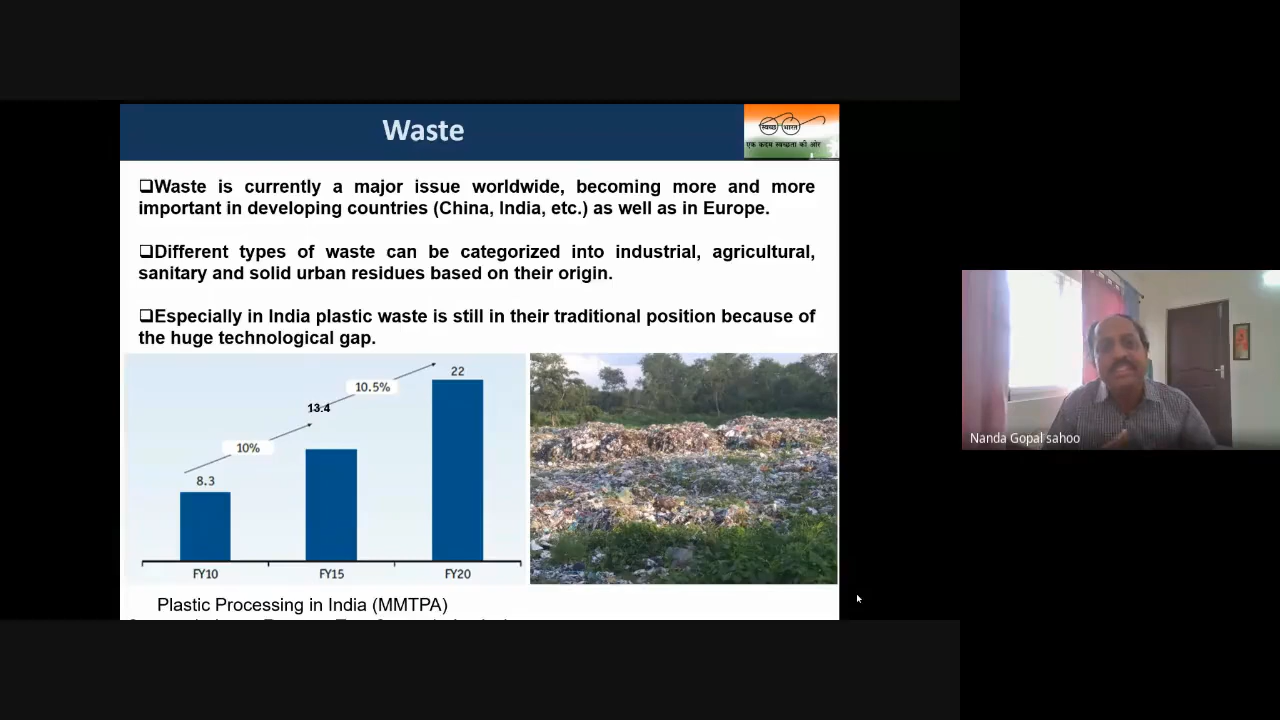 Waste
स्वच्छ भारत
एक कदम स्वच्छता की ओर
❑Waste is currently a major issue worldwide, becoming more and more
important in developing countries (China, India, etc.) as well as in Europe.
❑Different types of waste can be categorized into industrial, agricultural,
sanitary and solid urban residues based on their origin.
❑Especially in India plastic waste is still in their traditional position because of
the huge technological gap.
22
10.5%
13.4
10%
8.3
FY10 FY15 FY20
Plastic Processing in India (MMTPA)
Nanda Gopal sahoo